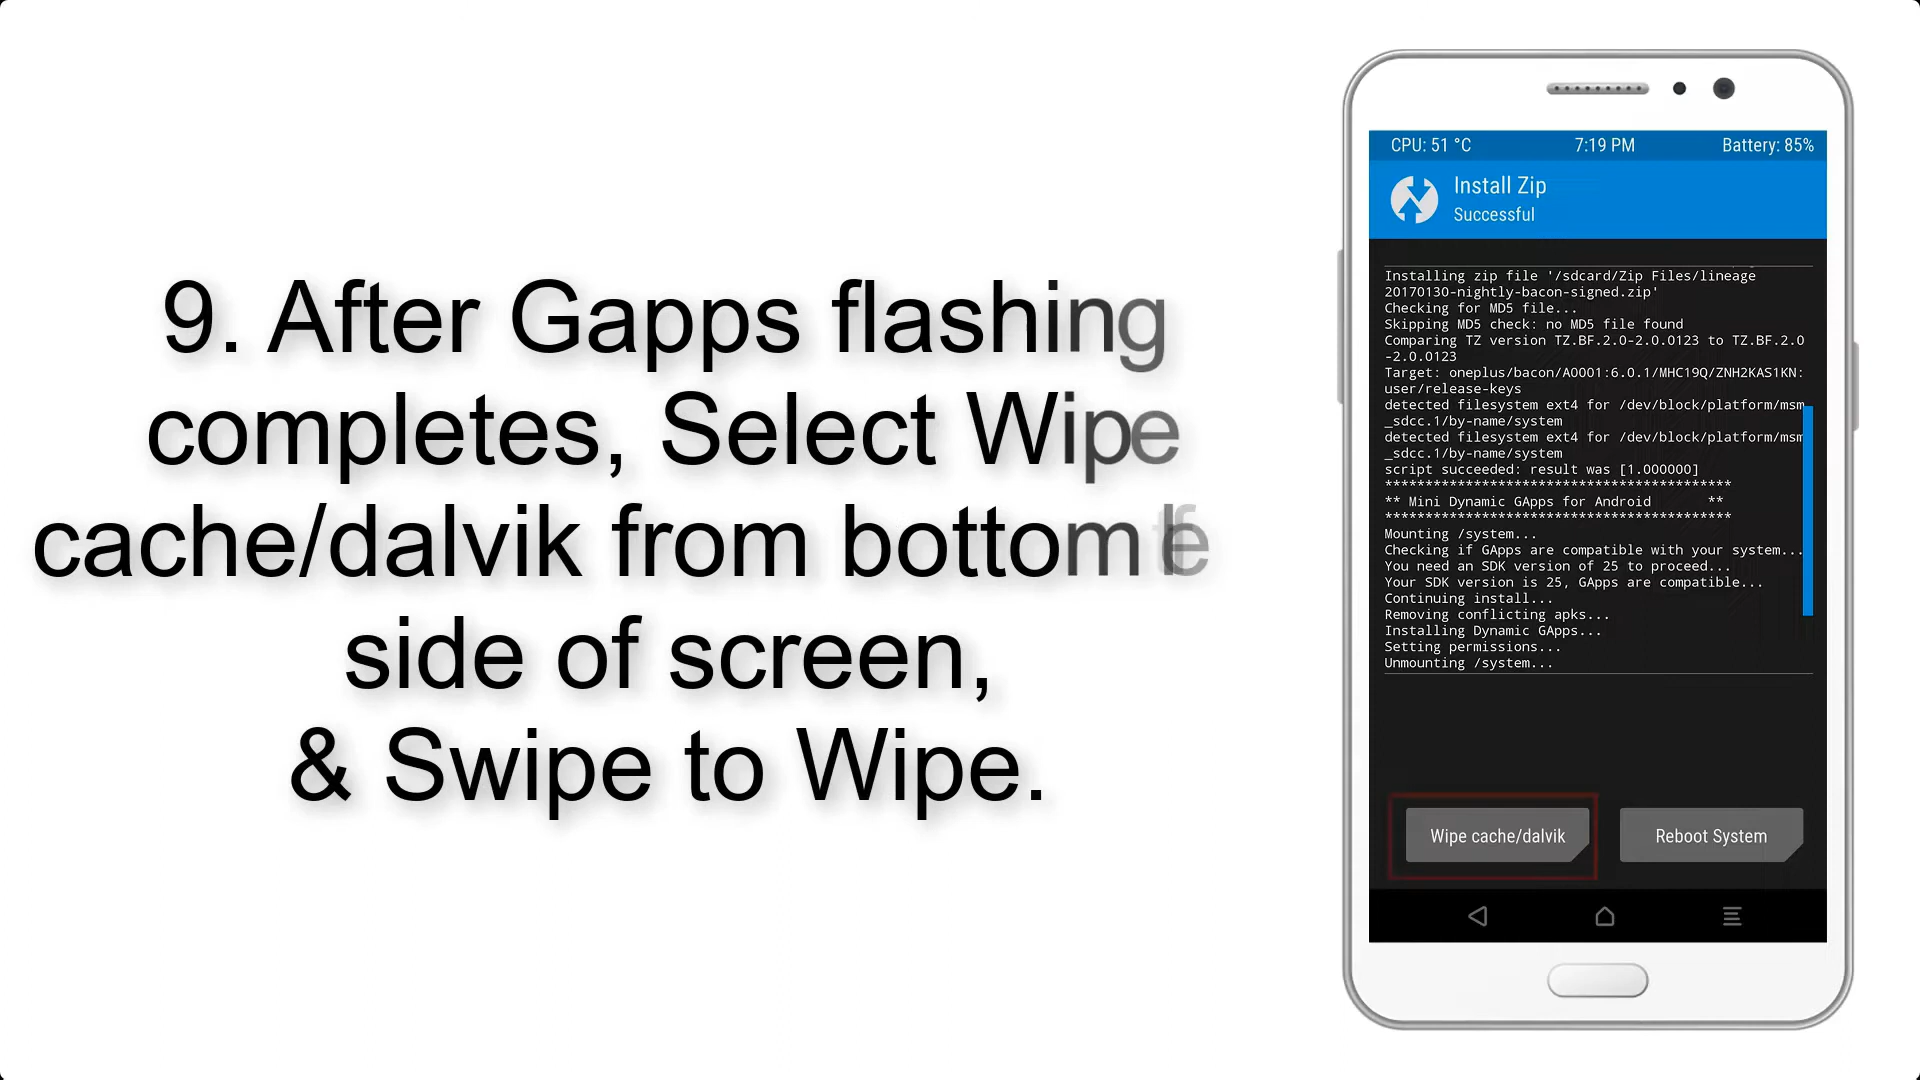 9. After Gapps flashing
completes, Select Wipe
cache/dalvik from bottom
side of screen,
& Swipe to Wipe.
CPU: 51 °C 7:19 PM Battery: 85%
Install Zip
Successful
Installing zip file '/sdcard/Zip Files/lineage
20170130-nightly-bacon-signed.zip'
Checking for MD5 file...
Skipping MD5 check: no MD5 file found
Comparing TZ version TZ.BF.2.0-2.0.0123 to TZ.BF.2.0
-2.0.0123
Target: oneplus/bacon/A0001:6.0.1/MHC19Q/ZNH2KAS1KN:
user/release-keys
detected filesystem ext4 for /dev/block/platform/msm
_sdcc.1/by-name/system
detected filesystem ext4 for /dev/block/platform/msm
_sdcc.1/by-name/system
script succeeded: result was [1.000000]
*******************************************
** Mini Dynamic GApps for Android **
*******************************************
Mounting /system...
Checking if GApps are compatible with your system...
You need an SDK version of 25 to proceed...
Your SDK version is 25, GApps are compatible...
Continuing install...
Removing conflicting apks...
Installing Dynamic GApps...
Setting permissions...
Unmounting /system...
Wipe cache/dalvik Reboot System